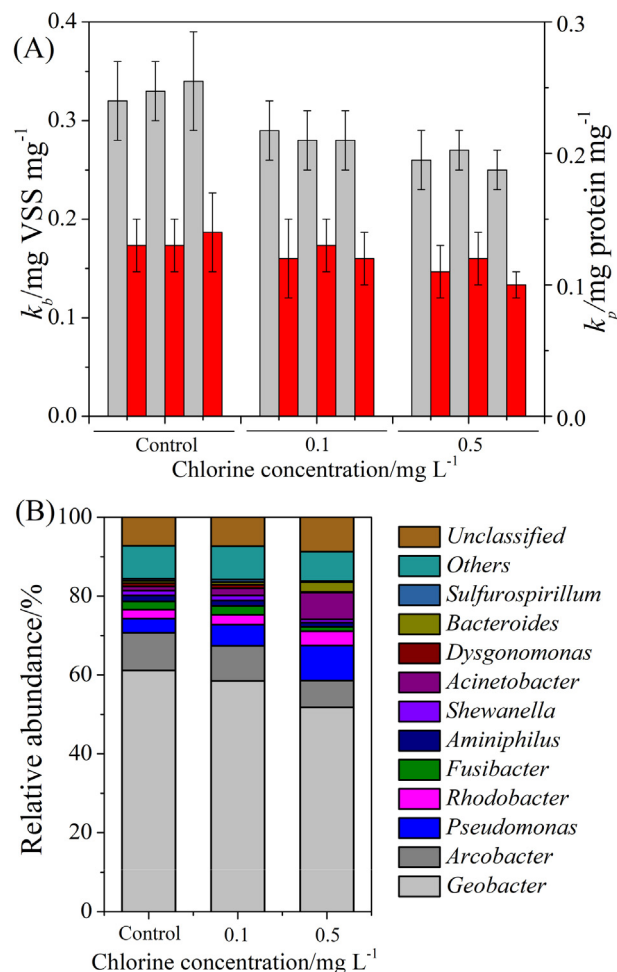 (A)
0.4
0.3
0.2
0.1
0.0
k_b/mg VSS mg⁻¹
0.3
0.2
0.1
0.0
k_p/mg protein mg⁻¹
Control 0.1 0.5
Chlorine concentration/mg L⁻¹
(B)
100
80
60
40
20
0
Relative abundance/%
Control 0.1 0.5
Chlorine concentration/mg L⁻¹
Unclassified
Others
Sulfurospirillum
Bacteroides
Dysgonomonas
Acinetobacter
Shewanella
Aminiphilus
Fusibacter
Rhodobacter
Pseudomonas
Arcobacter
Geobacter